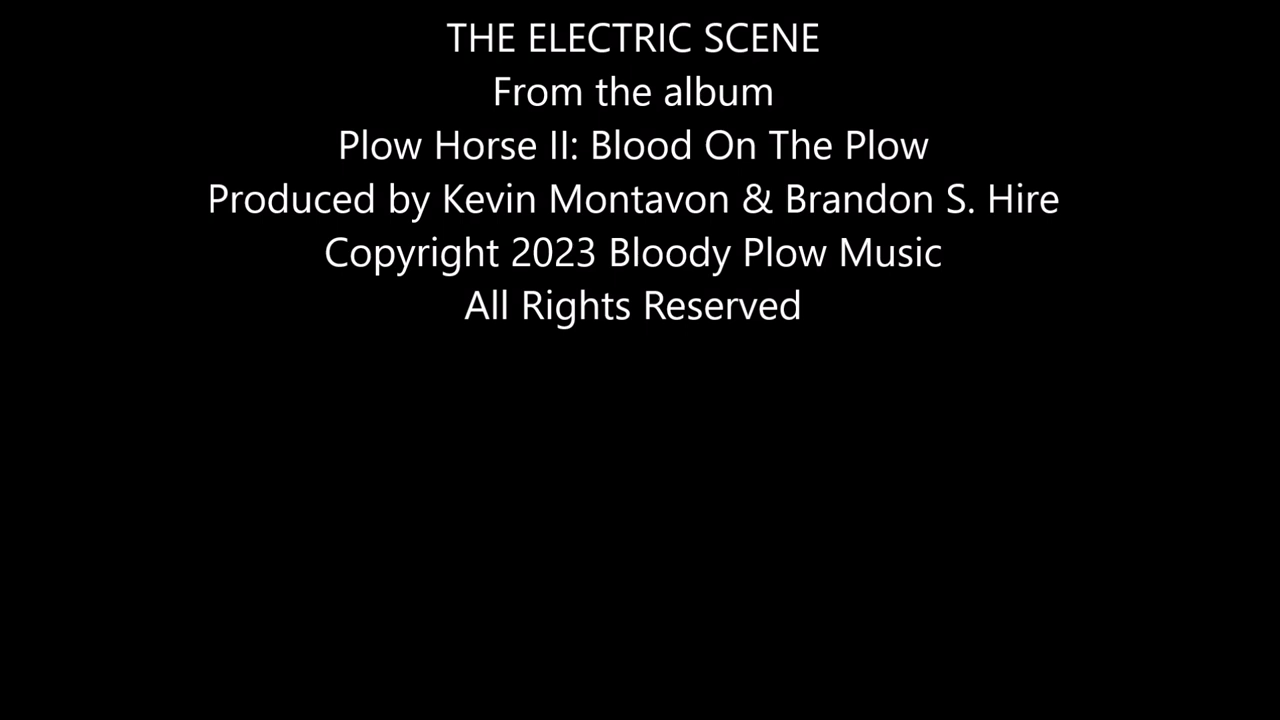 THE ELECTRIC SCENE
From the album
Plow Horse II: Blood On The Plow
Produced by Kevin Montavon & Brandon S. Hire
Copyright 2023 Bloody Plow Music
All Rights Reserved